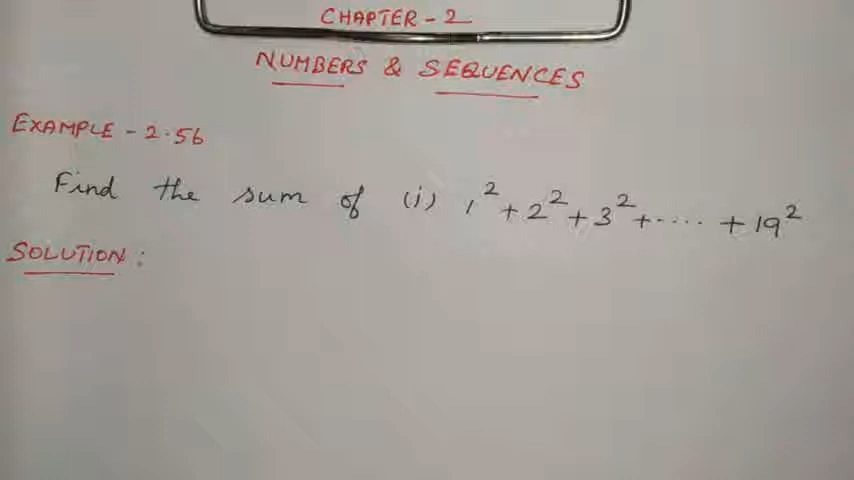 CHAPTER - 2
NUMBERS & SEQUENCES
EXAMPLE - 2.56
Find the sum of (i) 1² + 2² + 3² + ..... + 19²
SOLUTION :